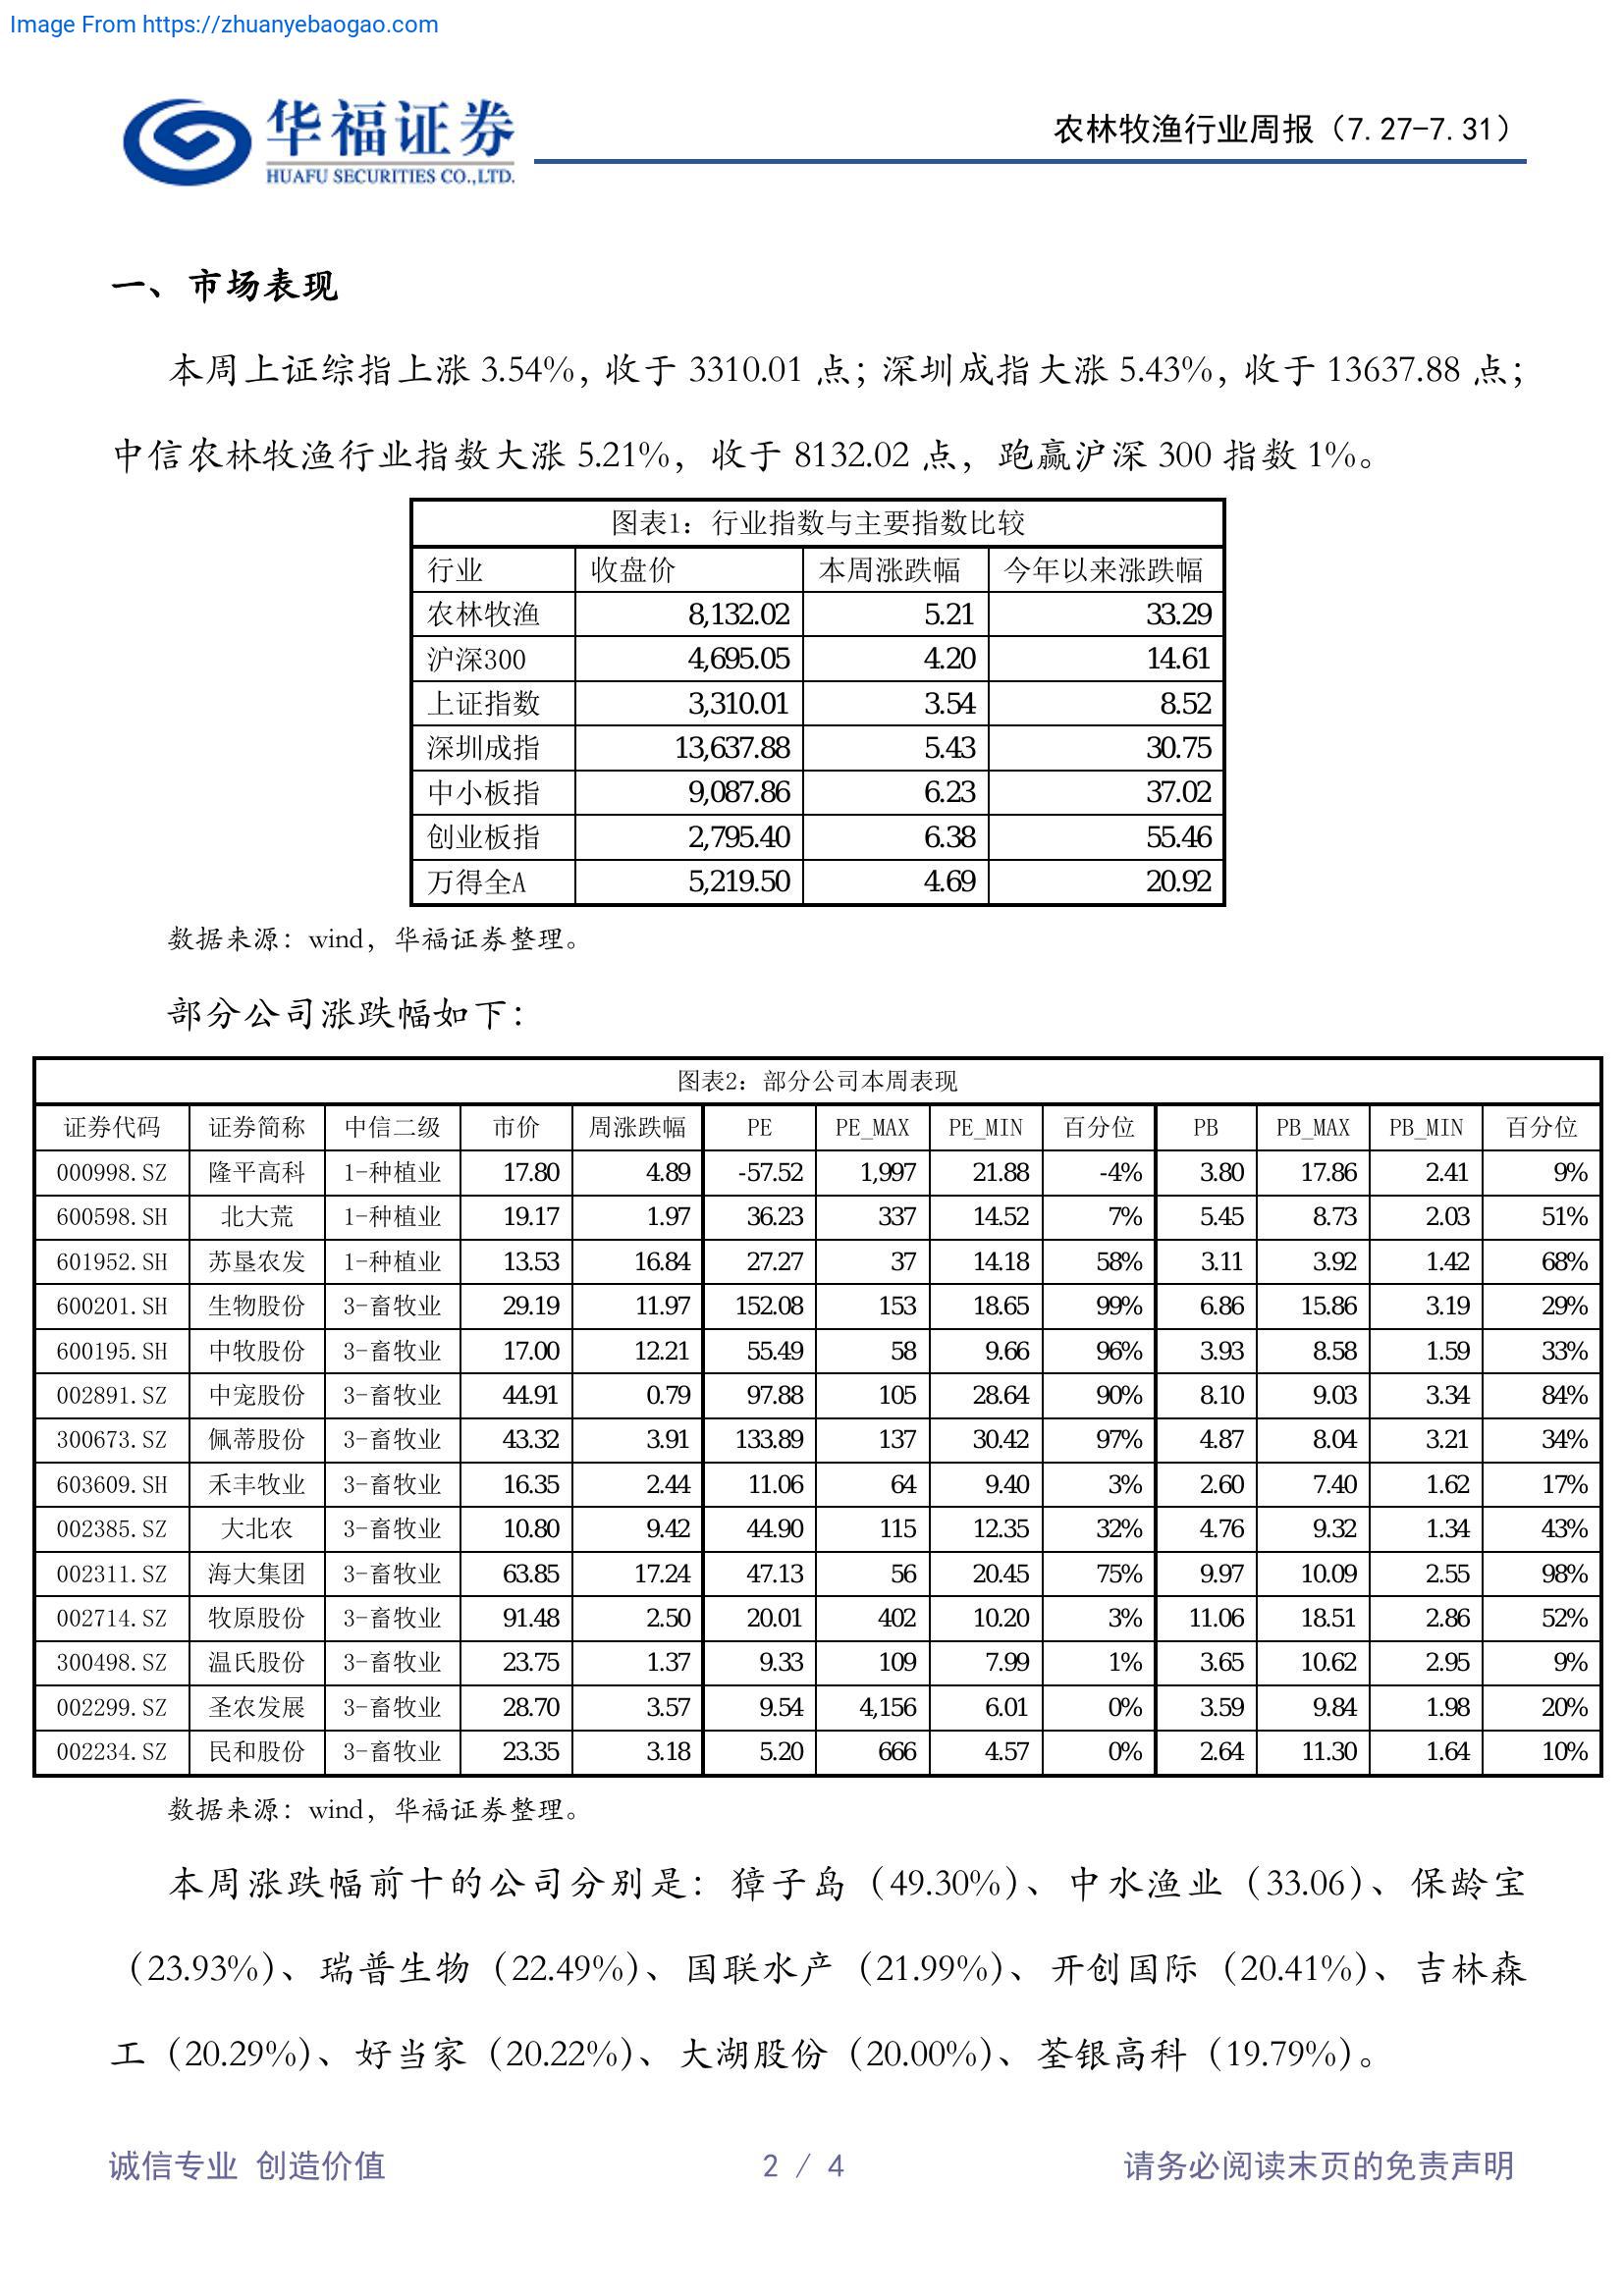 Image From https://zhuanyebaogao.com
华福证券
HUAFU SECURITIES CO.,LTD.
农林牧渔行业周报（7.27-7.31）
一、市场表现
本周上证综指上涨 3.54%，收于 3310.01 点；深圳成指大涨 5.43%，收于 13637.88 点；
中信农林牧渔行业指数大涨 5.21%，收于 8132.02 点，跑赢沪深 300 指数 1%。
图表1：行业指数与主要指数比较
行业 收盘价 本周涨跌幅 今年以来涨跌幅
农林牧渔 8,132.02 5.21 33.29
沪深300 4,695.05 4.20 14.61
上证指数 3,310.01 3.54 8.52
深圳成指 13,637.88 5.43 30.75
中小板指 9,087.86 6.23 37.02
创业板指 2,795.40 6.38 55.46
万得全A 5,219.50 4.69 20.92
数据来源：wind，华福证券整理。
部分公司涨跌幅如下：
图表2：部分公司本周表现
证券代码 证券简称 中信二级 市价 周涨跌幅 PE PE_MAX PE_MIN 百分位 PB PB_MAX PB_MIN 百分位
000998.SZ 隆平高科 1-种植业 17.80 4.89 -57.52 1,997 21.88 -4% 3.80 17.86 2.41 9%
600598.SH 北大荒 1-种植业 19.17 1.97 36.23 337 14.52 7% 5.45 8.73 2.03 51%
601952.SH 苏垦农发 1-种植业 13.53 16.84 27.27 37 14.18 58% 3.11 3.92 1.42 68%
600201.SH 生物股份 3-畜牧业 29.19 11.97 152.08 153 18.65 99% 6.86 15.86 3.19 29%
600195.SH 中牧股份 3-畜牧业 17.00 12.21 55.49 58 9.66 96% 3.93 8.58 1.59 33%
002891.SZ 中宠股份 3-畜牧业 44.91 0.79 97.88 105 28.64 90% 8.10 9.03 3.34 84%
300673.SZ 佩蒂股份 3-畜牧业 43.32 3.91 133.89 137 30.42 97% 4.87 8.04 3.21 34%
603609.SH 禾丰牧业 3-畜牧业 16.35 2.44 11.06 64 9.40 3% 2.60 7.40 1.62 17%
002385.SZ 大北农 3-畜牧业 10.80 9.42 44.90 115 12.35 32% 4.76 9.32 1.34 43%
002311.SZ 海大集团 3-畜牧业 63.85 17.24 47.13 56 20.45 75% 9.97 10.09 2.55 98%
002714.SZ 牧原股份 3-畜牧业 91.48 2.50 20.01 402 10.20 3% 11.06 18.51 2.86 52%
300498.SZ 温氏股份 3-畜牧业 23.75 1.37 9.33 109 7.99 1% 3.65 10.62 2.95 9%
002299.SZ 圣农发展 3-畜牧业 28.70 3.57 9.54 4,156 6.01 0% 3.59 9.84 1.98 20%
002234.SZ 民和股份 3-畜牧业 23.35 3.18 5.20 666 4.57 0% 2.64 11.30 1.64 10%
数据来源：wind，华福证券整理。
本周涨跌幅前十的公司分别是：獐子岛（49.30%）、中水渔业（33.06）、保龄宝
（23.93%）、瑞普生物（22.49%）、国联水产（21.99%）、开创国际（20.41%）、吉林森
工（20.29%）、好当家（20.22%）、大湖股份（20.00%）、荃银高科（19.79%）。
诚信专业 创造价值 2 / 4 请务必阅读末页的免责声明